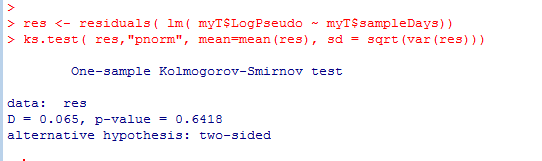 >
> res <- residuals( lm( myT$LogPseudo ~ myT$sampleDays))
> ks.test( res,"pnorm", mean=mean(res), sd = sqrt(var(res)))
One-sample Kolmogorov-Smirnov test
data:  res
D = 0.065, p-value = 0.6418
alternative hypothesis: two-sided